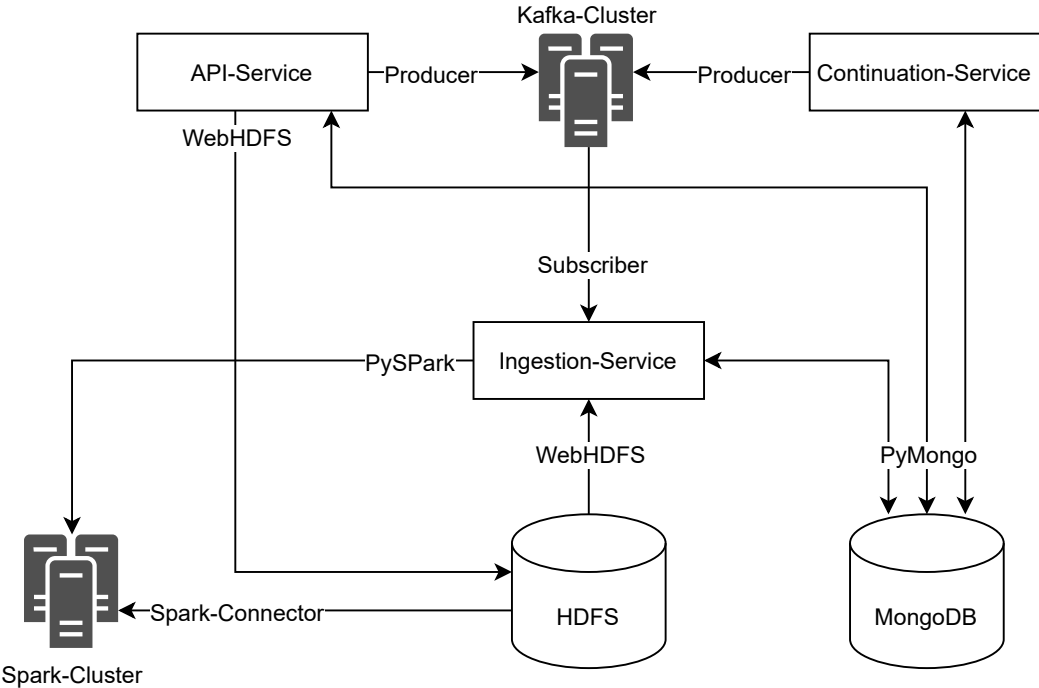 Kafka-Cluster
API-Service
Producer
Producer
Continuation-Service
WebHDFS
Subscriber
PySPark
Ingestion-Service
WebHDFS
PyMongo
Spark-Connector
HDFS
MongoDB
Spark-Cluster